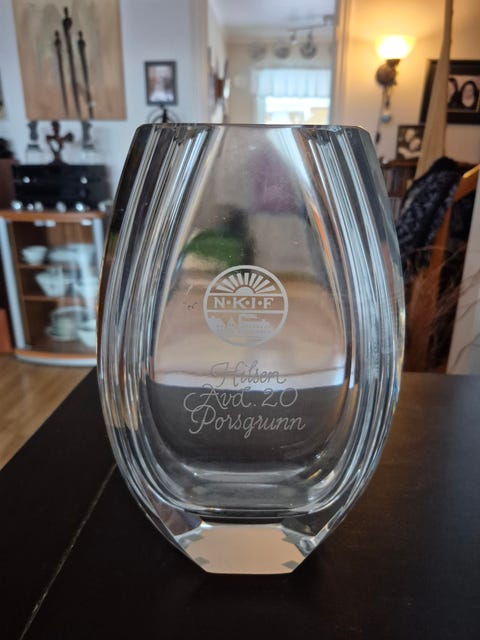 N·K·I·F
Hilsen
Avd. 20
Porsgrunn